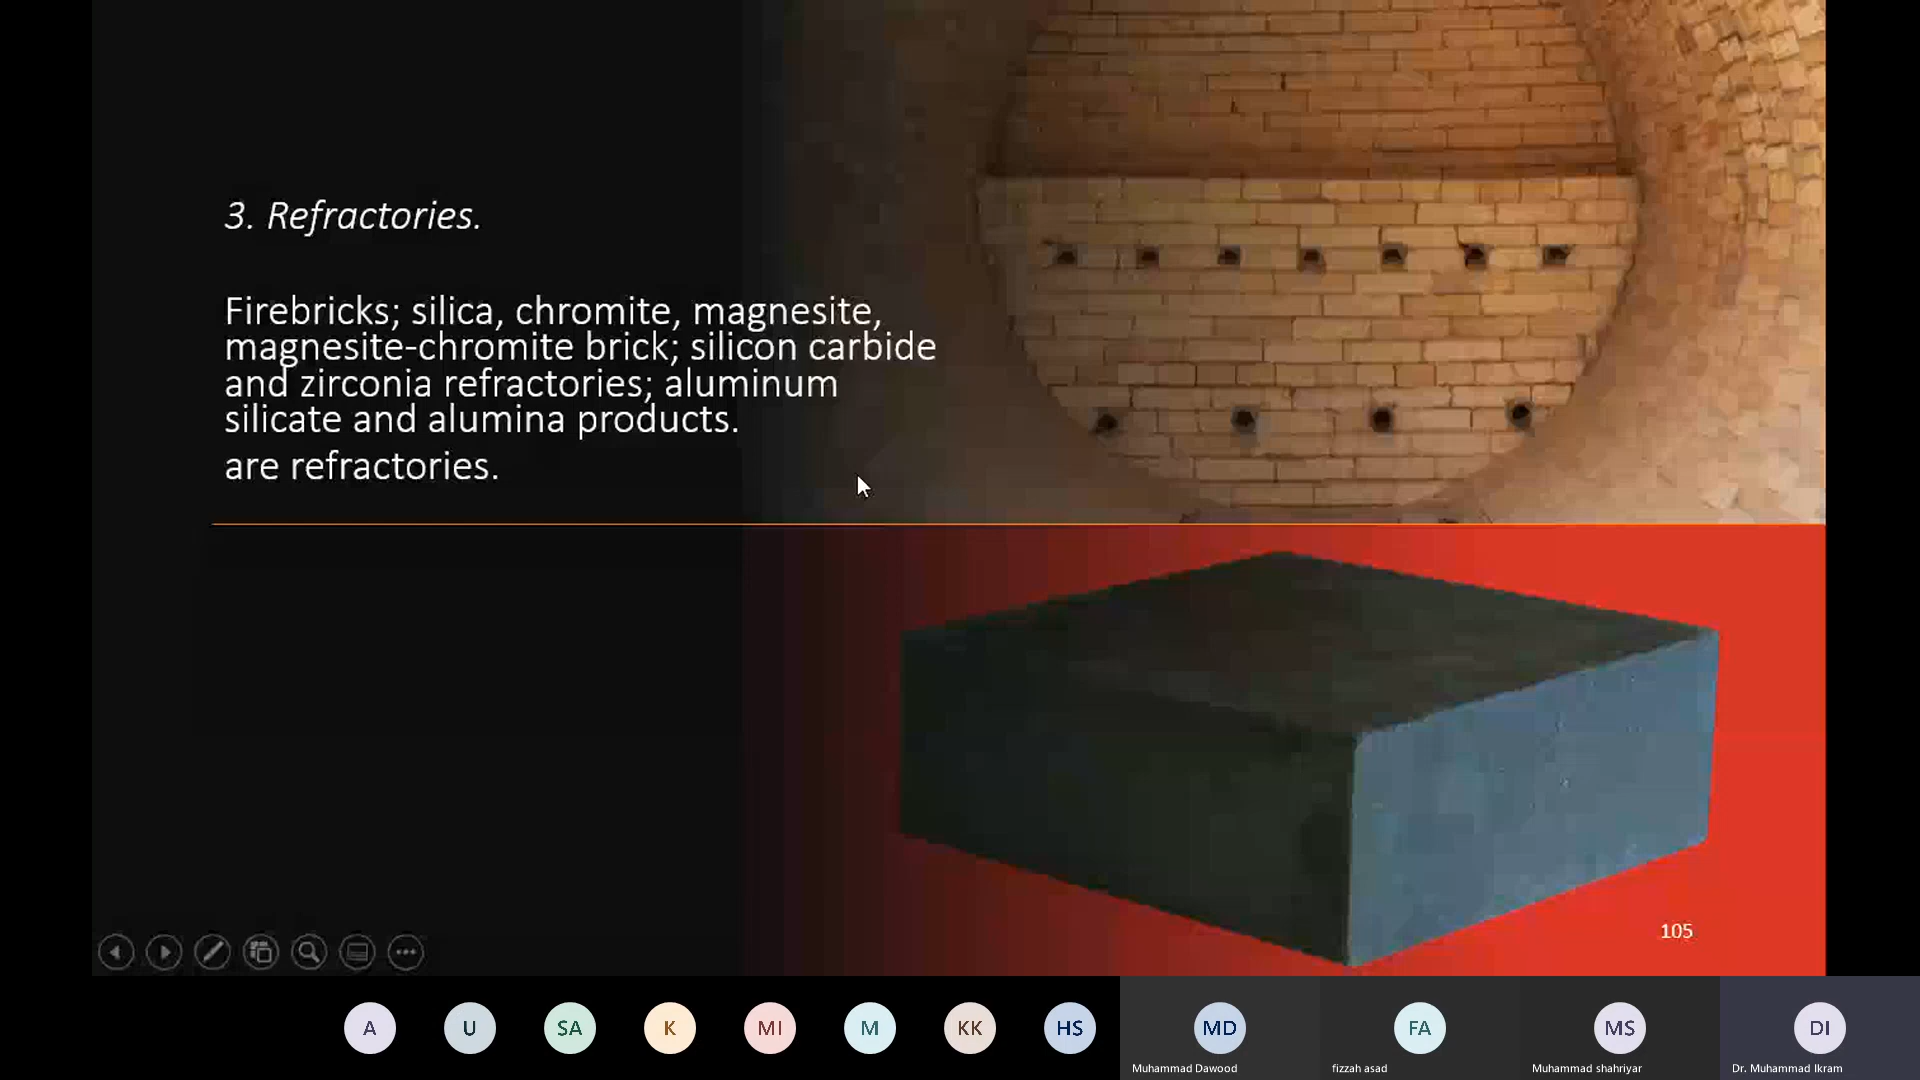 3. Refractories.
Firebricks; silica, chromite, magnesite,
magnesite-chromite brick; silicon carbide
and zirconia refractories; aluminum
silicate and alumina products.
are refractories.
105
A
U
SA
K
MI
M
KK
HS
MD
FA
MS
DI
Muhammad Dawood
fizzah asad
Muhammad shahriyar
Dr. Muhammad Ikram